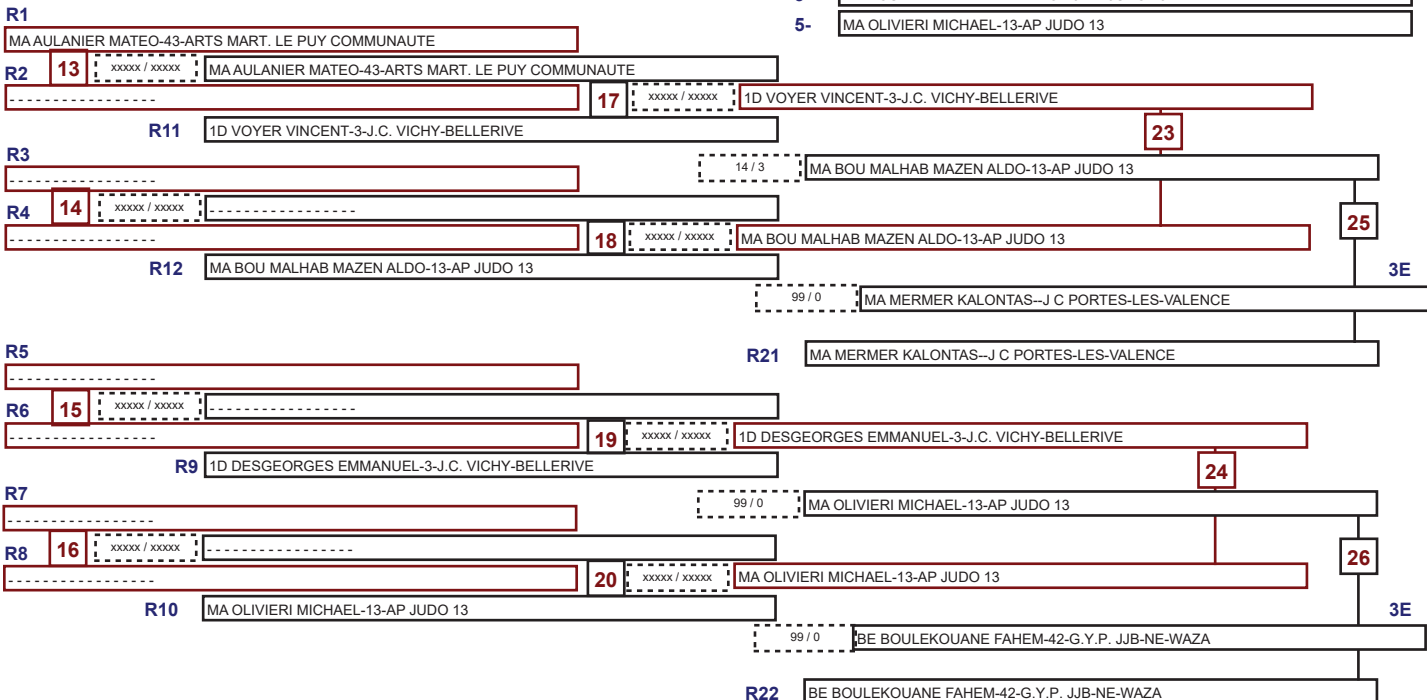 5- MA OLIVIERI MICHAEL-13-AP JUDO 13
R1
MA AULANIER MATEO-43-ARTS MART. LE PUY COMMUNAUTE
R2 13 xxxxx / xxxxx MA AULANIER MATEO-43-ARTS MART. LE PUY COMMUNAUTE
- - - - - - - - - - - - - - - - 17 xxxxx / xxxxx 1D VOYER VINCENT-3-J.C. VICHY-BELLERIVE
R11 1D VOYER VINCENT-3-J.C. VICHY-BELLERIVE 23
R3
- - - - - - - - - - - - - - - - 14 / 3 MA BOU MALHAB MAZEN ALDO-13-AP JUDO 13
R4 14 xxxxx / xxxxx - - - - - - - - - - - - - - - - 25
- - - - - - - - - - - - - - - - 18 xxxxx / xxxxx MA BOU MALHAB MAZEN ALDO-13-AP JUDO 13
R12 MA BOU MALHAB MAZEN ALDO-13-AP JUDO 13 3E
99 / 0 MA MERMER KALONTAS--J C PORTES-LES-VALENCE
R5 R21 MA MERMER KALONTAS--J C PORTES-LES-VALENCE
- - - - - - - - - - - - - - - -
R6 15 xxxxx / xxxxx - - - - - - - - - - - - - - - -
- - - - - - - - - - - - - - - - 19 xxxxx / xxxxx 1D DESGEORGES EMMANUEL-3-J.C. VICHY-BELLERIVE
R9 1D DESGEORGES EMMANUEL-3-J.C. VICHY-BELLERIVE 24
R7
99 / 0 MA OLIVIERI MICHAEL-13-AP JUDO 13
- - - - - - - - - - - - - - - -
R8 16 xxxxx / xxxxx - - - - - - - - - - - - - - - - 26
- - - - - - - - - - - - - - - - 20 xxxxx / xxxxx MA OLIVIERI MICHAEL-13-AP JUDO 13
R10 MA OLIVIERI MICHAEL-13-AP JUDO 13 3E
99 / 0 BE BOULEKOUANE FAHEM-42-G.Y.P. JJB-NE-WAZA
R22 BE BOULEKOUANE FAHEM-42-G.Y.P. JJB-NE-WAZA